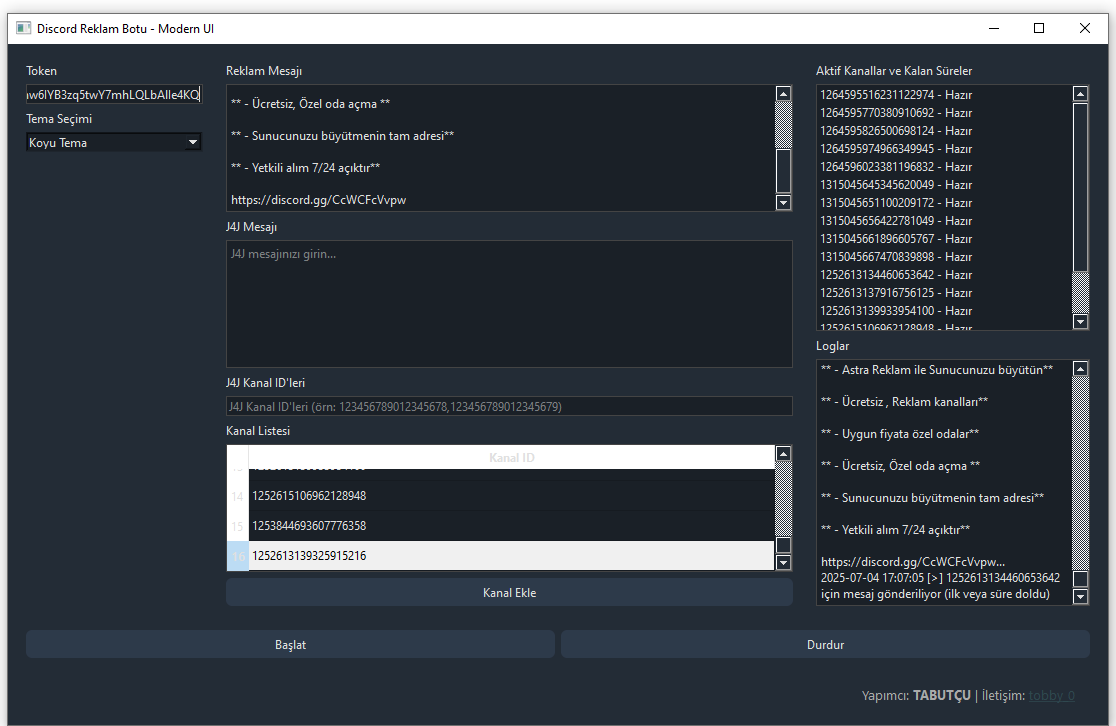 Discord Reklam Botu - Modern UI
Token
Reklam Mesajı
Aktif Kanallar ve Kalan Süreler
Tema Seçimi
Koyu Tema
** - Ücretsiz, Özel oda açma **
** - Sunucunuzu büyütmenin tam adresi**
** - Yetkili alım 7/24 açıktır**
https://discord.gg/CcWCFcVvpw
J4J Mesajı
J4J mesajınızı girin...
J4J Kanal ID'leri
J4J Kanal ID'leri (örn: 123456789012345678,123456789012345679)
Kanal Listesi
Kanal ID
14 1252615106962128948
15 1253844693607776358
16 1252613139325915216
Kanal Ekle
1264595516231122974 - Hazır
1264595770380910692 - Hazır
1264595826500698124 - Hazır
1264595974966349945 - Hazır
1264596023381196832 - Hazır
1315045645345620049 - Hazır
1315045651100209172 - Hazır
1315045656422781049 - Hazır
1315045661896605767 - Hazır
1315045667470839898 - Hazır
1252613134460653642 - Hazır
1252613137916756125 - Hazır
1252613139933954100 - Hazır
1252615106962128948 - Hazır
Loglar
** - Astra Reklam ile Sunucunuzu büyütün**
** - Ücretsiz , Reklam kanalları**
** - Uygun fiyata özel odalar**
** - Ücretsiz, Özel oda açma **
** - Sunucunuzu büyütmenin tam adresi**
** - Yetkili alım 7/24 açıktır**
https://discord.gg/CcWCFcVvpw...
2025-07-04 17:07:05 [>] 1252613134460653642
için mesaj gönderiliyor (ilk veya süre doldu)
Başlat
Durdur
Yapımcı: TABUTÇU | İletişim: tobby_0